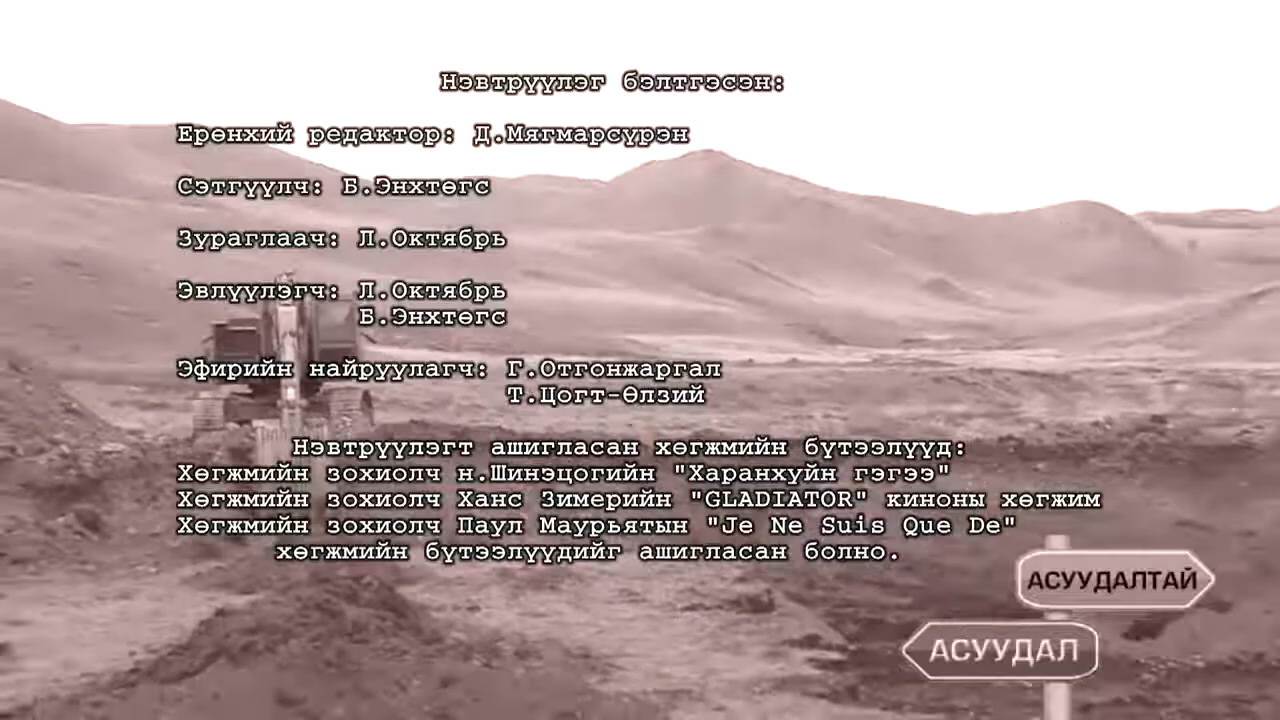 Нэвтрүүлэг бэлтгэсэн:
Ерөнхий редактор: Д.Мягмарсүрэн
Сэтгүүлч: Б.Энхтөгс
Зураглаач: Л.Октябрь
Эвлүүлэгч: Л.Октябрь
Б.Энхтөгс
Эфирийн найруулагч: Г.Отгонжаргал
Т.Цогт-Өлзий
Нэвтрүүлэгт ашигласан хөгжмийн бүтээлүүд:
Хөгжмийн зохиолч н.Шинэцогийн "Харанхуйн гэгээ"
Хөгжмийн зохиолч Ханс Зимерийн "GLADIATOR" киноны хөгжим
Хөгжмийн зохиолч Паул Маурьятын "Je Ne Suis Que De"
хөгжмийн бүтээлүүдийг ашигласан болно.
АСУУДАЛТАЙ
АСУУДАЛ